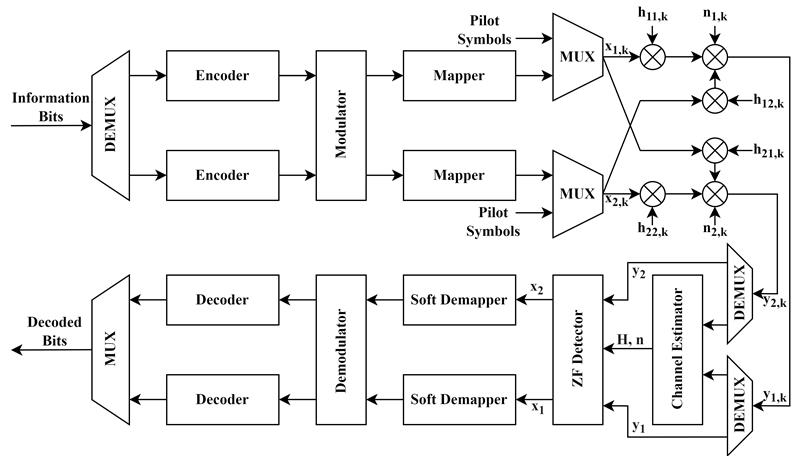 h11,k
n1,k
Pilot
Symbols
MUX
x1,k
Encoder
Mapper
Information
Bits
DEMUX
Modulator
h12,k
h21,k
Encoder
Mapper
MUX
x2,k
Pilot
Symbols
h22,k
n2,k
Decoder
Soft Demapper
x2
y2
DEMUX
y2,k
Decoded
Bits
MUX
Demodulator
ZF Detector
H, n
Channel Estimator
Decoder
Soft Demapper
x1
y1
DEMUX
y1,k